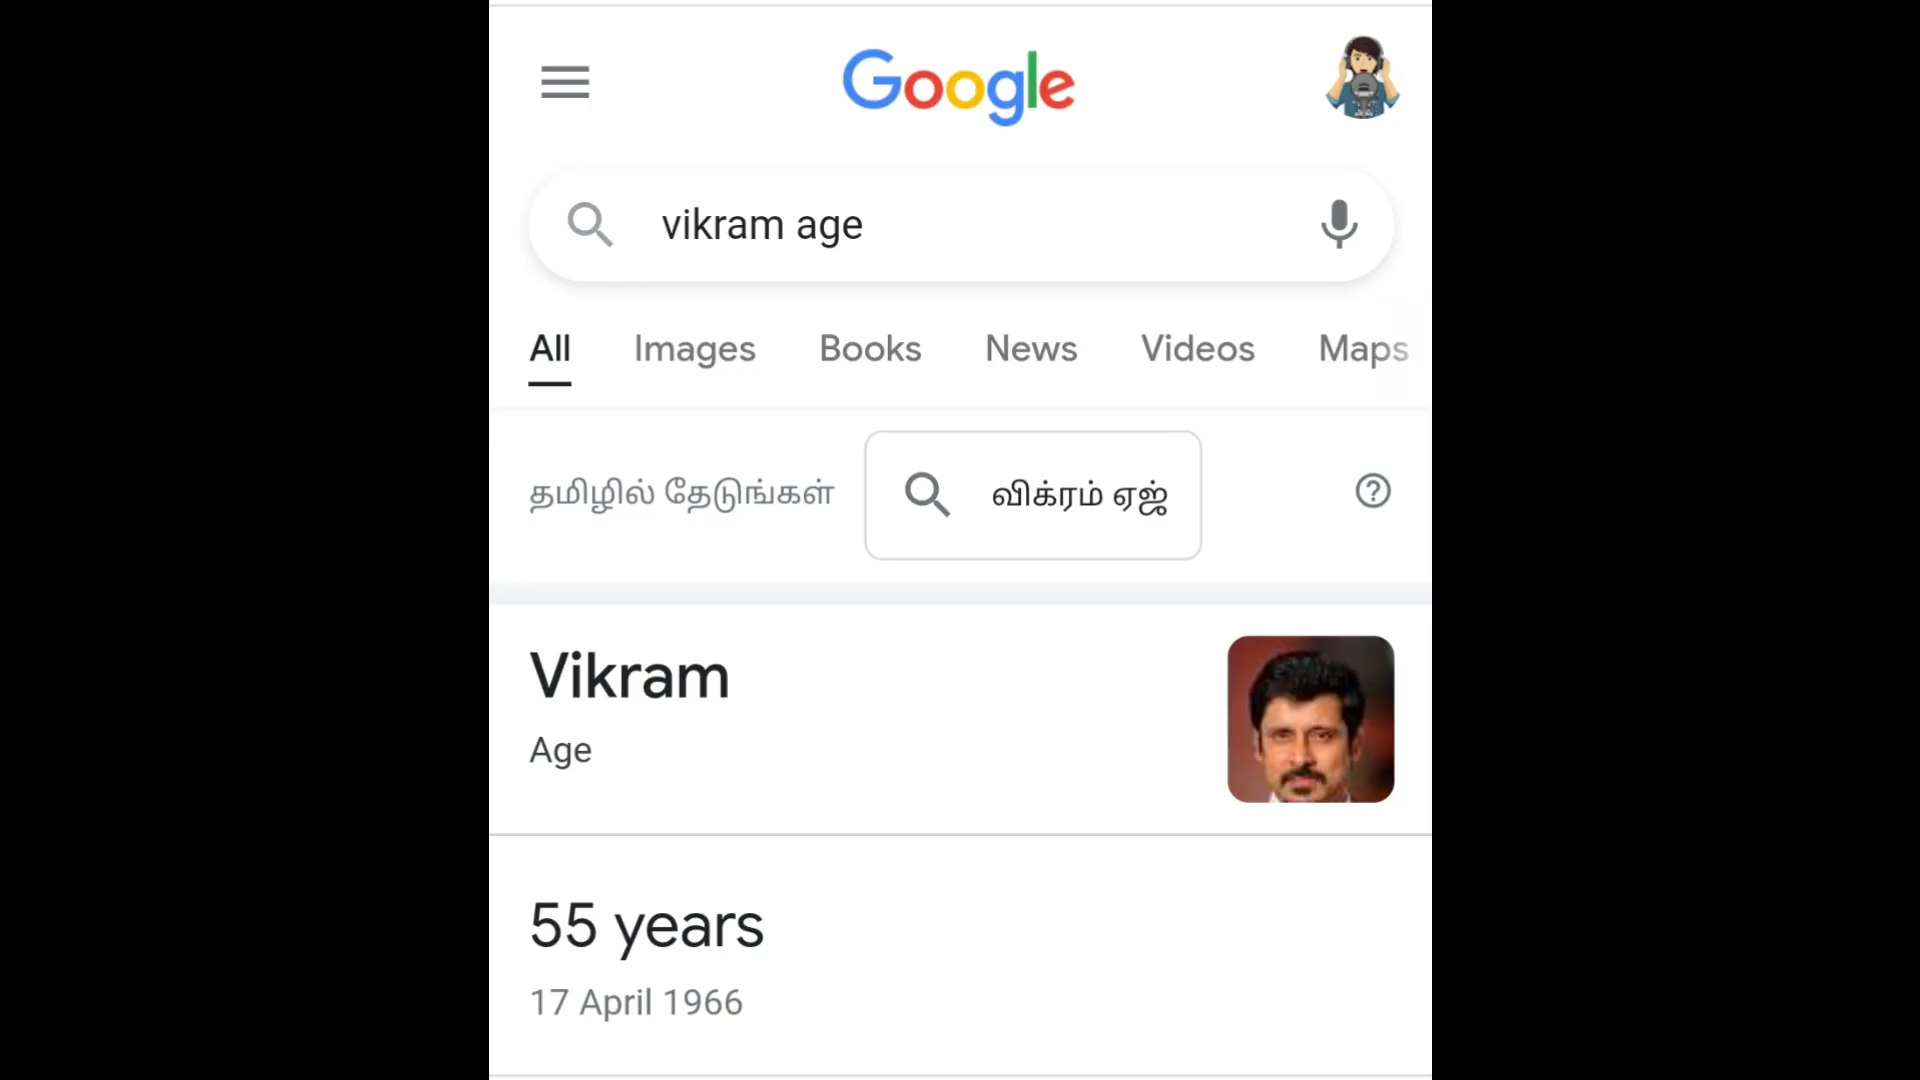 Google
vikram age
All Images Books News Videos Maps
தமிழில் தேடுங்கள் விக்ரம் ஏஜ்
Vikram
Age
55 years
17 April 1966